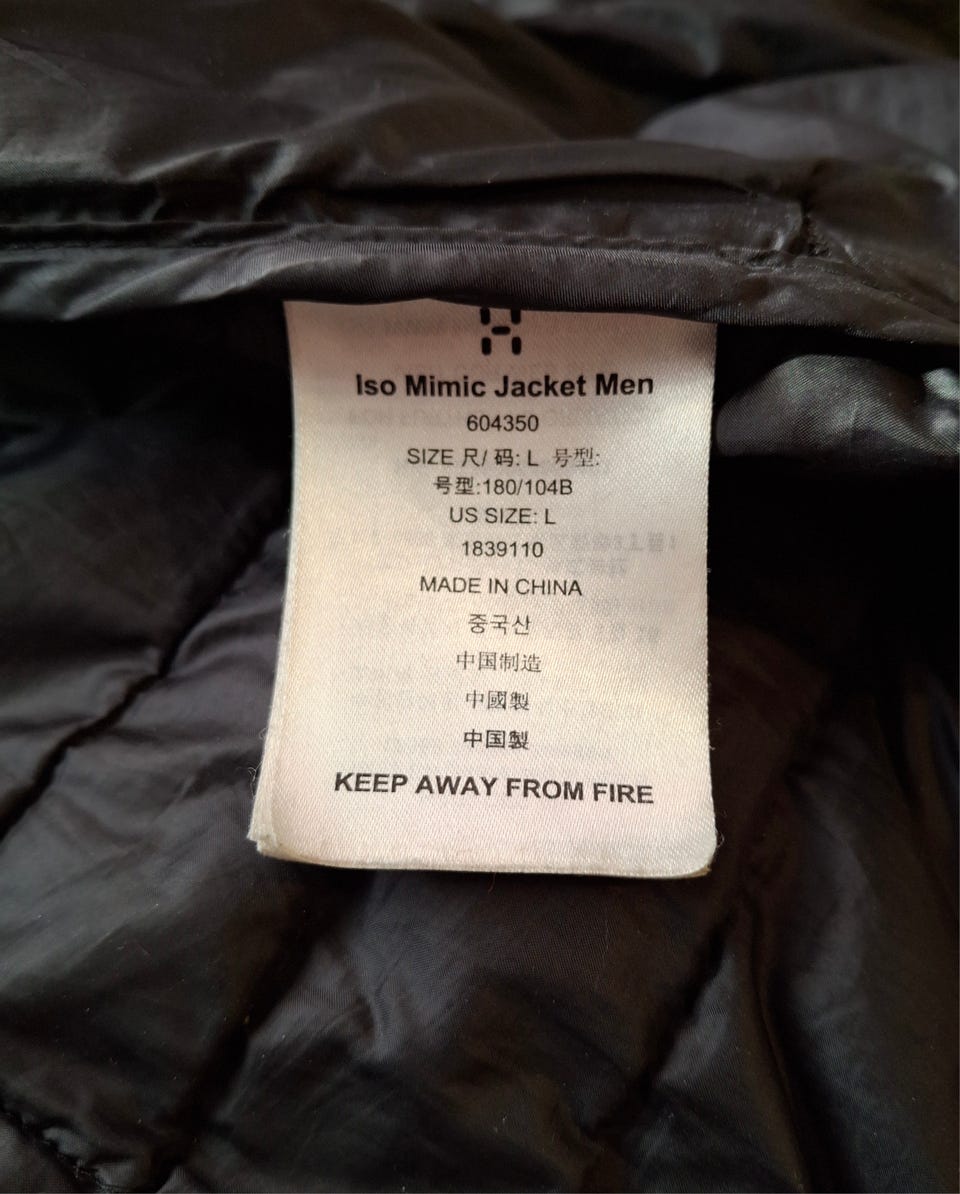 Iso Mimic Jacket Men
604350
SIZE 尺/ 码: L 号型:
号型:180/104B
US SIZE: L
1839110
MADE IN CHINA
중국산
中国制造
中國製
中国製
KEEP AWAY FROM FIRE